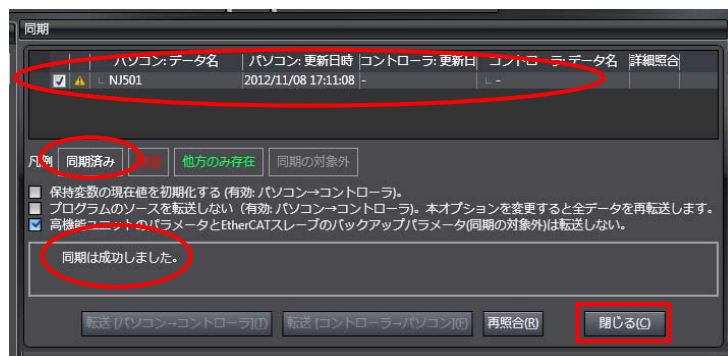 同期
パソコン:データ名 パソコン:更新日時 コントローラ:更新日 コントローラ:データ名 詳細照合
NJ501 2012/11/08 17:11:08 - -
凡例 同期済み 他方のみ存在 同期の対象外
保持変数の現在値を初期化する(有効:パソコン→コントローラ)。
プログラムのソースを転送しない（有効:パソコン→コントローラ)。本オプションを変更すると全データを再転送します。
高機能ユニットのパラメータとEtherCATスレーブのバックアップパラメータ(同期の対象外)は転送しない。
同期は成功しました。
転送 [パソコン→コントローラ](T) 転送 [コントローラ→パソコン](F) 再照合(R) 閉じる(C)